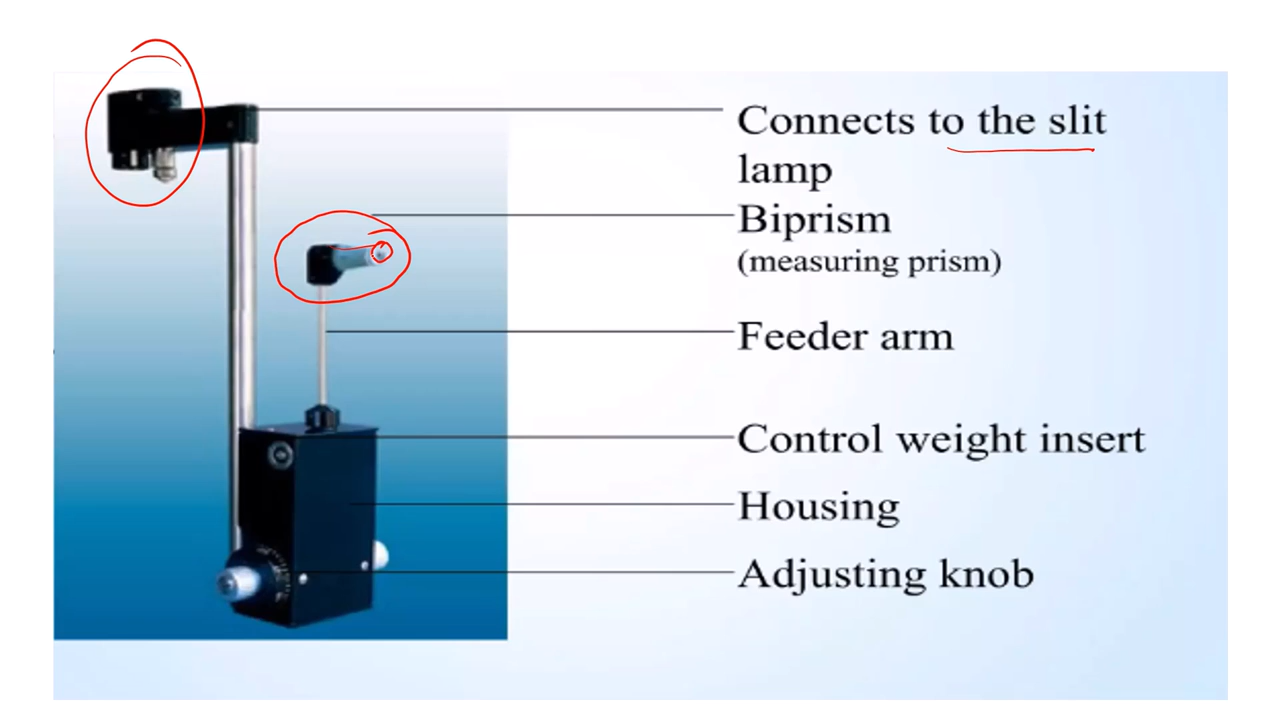 Connects to the slit
lamp
Biprism
(measuring prism)
Feeder arm
Control weight insert
Housing
Adjusting knob